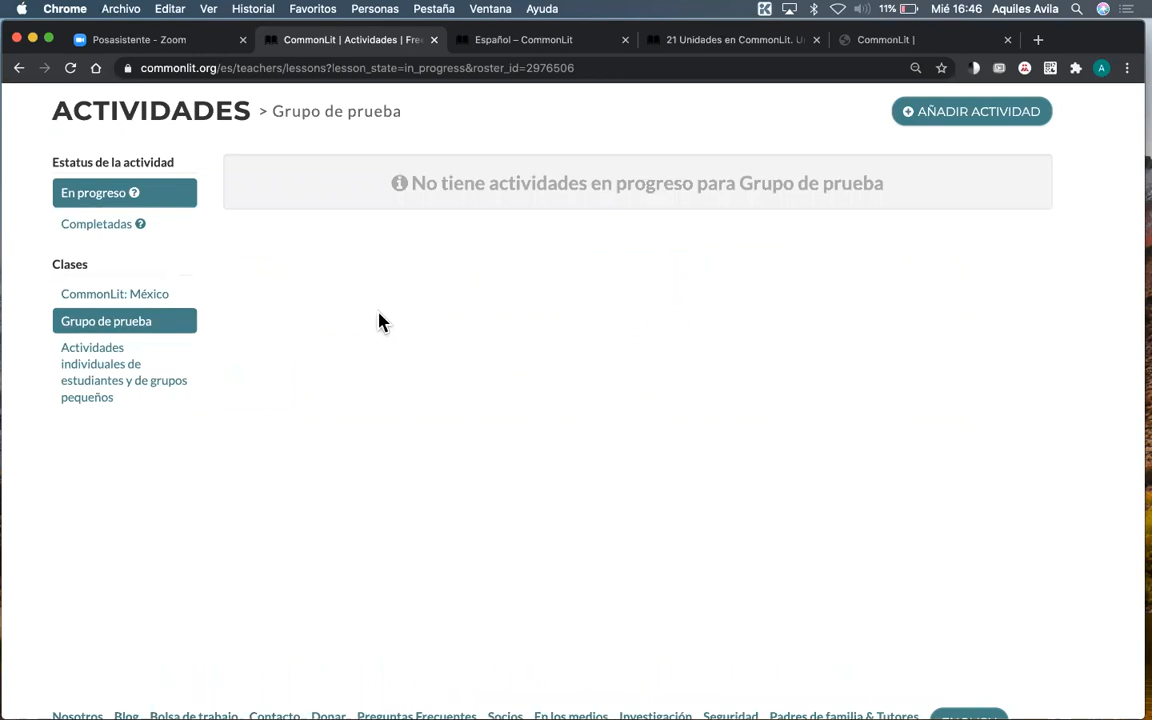 Chrome Archivo Editar Ver Historial Favoritos Personas Pestaña Ventana Ayuda 11% Mié 16:46 Aquiles Avila
Posasistente - Zoom CommonLit | Actividades | Fre Español – CommonLit 21 Unidades en CommonLit. U CommonLit |
commonlit.org/es/teachers/lessons?lesson_state=in_progress&roster_id=2976506 A
ACTIVIDADES > Grupo de prueba AÑADIR ACTIVIDAD
Estatus de la actividad
En progreso
No tiene actividades en progreso para Grupo de prueba
Completadas
Clases
CommonLit: México
Grupo de prueba
Actividades
individuales de
estudiantes y de grupos
pequeños
Nosotros Blog Bolsa de trabajo Contacto Donar Preguntas Frecuentes Socios En los medios Investigación Seguridad Padres de familia & Tutores ENGLISH